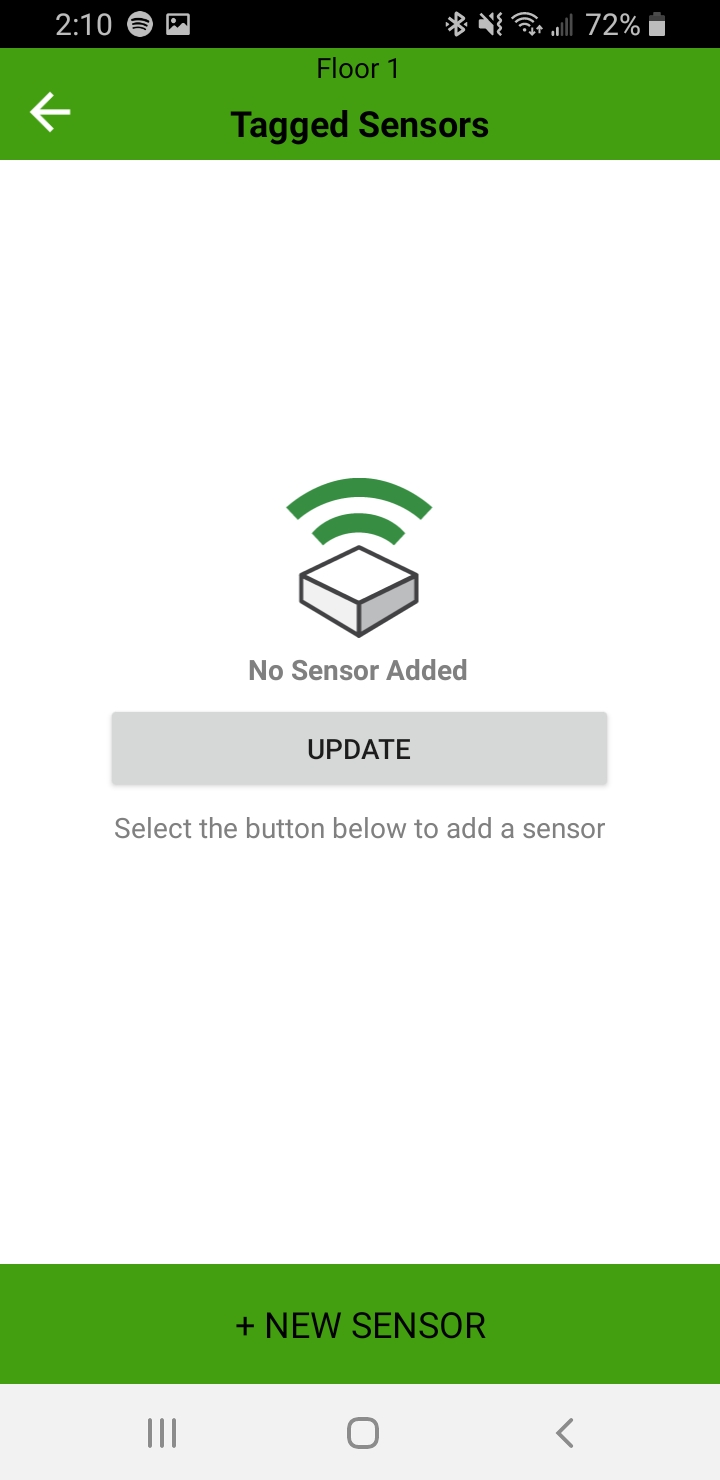 2:10 72%
Floor 1
Tagged Sensors
No Sensor Added
UPDATE
Select the button below to add a sensor
+ NEW SENSOR